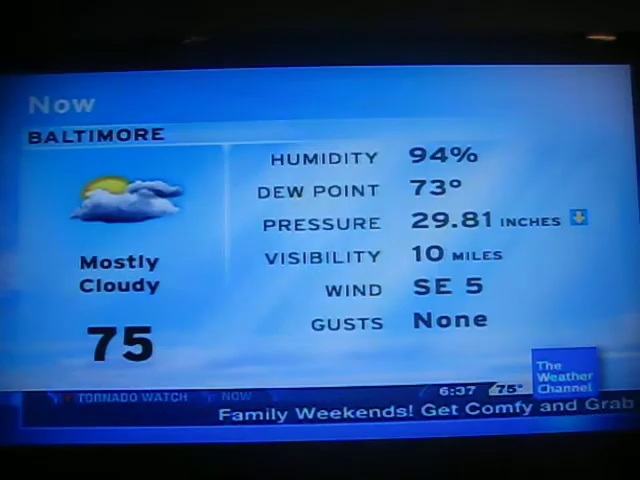 Now
BALTIMORE
Mostly
Cloudy
75
HUMIDITY 94%
DEW POINT 73°
PRESSURE 29.81 INCHES
VISIBILITY 10 MILES
WIND SE 5
GUSTS None
The
Weather
Channel
TORNADO WATCH NOW 6:37 75°
Family Weekends! Get Comfy and Grab